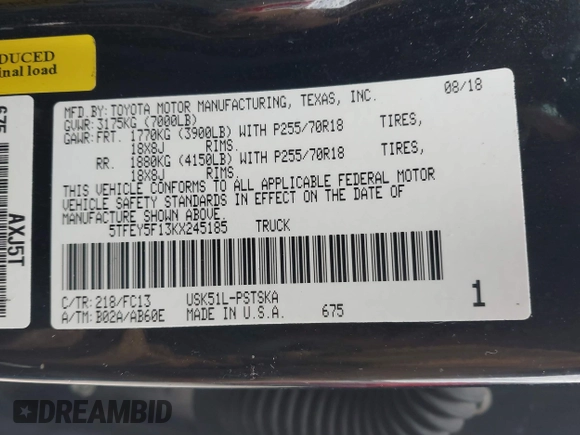 DUCED
inal load
675
AXJ5T
MFD.BY:TOYOTA MOTOR MANUFACTURING, TEXAS, INC. 08/18
GVWR:3175KG (7000LB)
GAWR:FRT. 1770KG (3900LB) WITH P255/70R18 TIRES,
18X8J RIMS.
RR. 1880KG (4150LB) WITH P255/70R18 TIRES,
18X8J RIMS.
THIS VEHICLE CONFORMS TO ALL APPLICABLE FEDERAL MOTOR
VEHICLE SAFETY STANDARDS IN EFFECT ON THE DATE OF
MANUFACTURE SHOWN ABOVE.
5TFEY5F13KX245185 TRUCK
C/TR:218/FC13 USK51L-PSTSKA
A/TM:B02A/AB60E MADE IN U.S.A. 675
1
DREAMBID